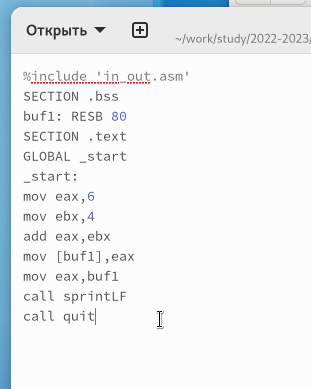 Открыть
~/work/study/2022-2023/
%include 'in_out.asm'
SECTION .bss
buf1: RESB 80
SECTION .text
GLOBAL _start
_start:
mov eax,6
mov ebx,4
add eax,ebx
mov [buf1],eax
mov eax,buf1
call sprintLF
call quit